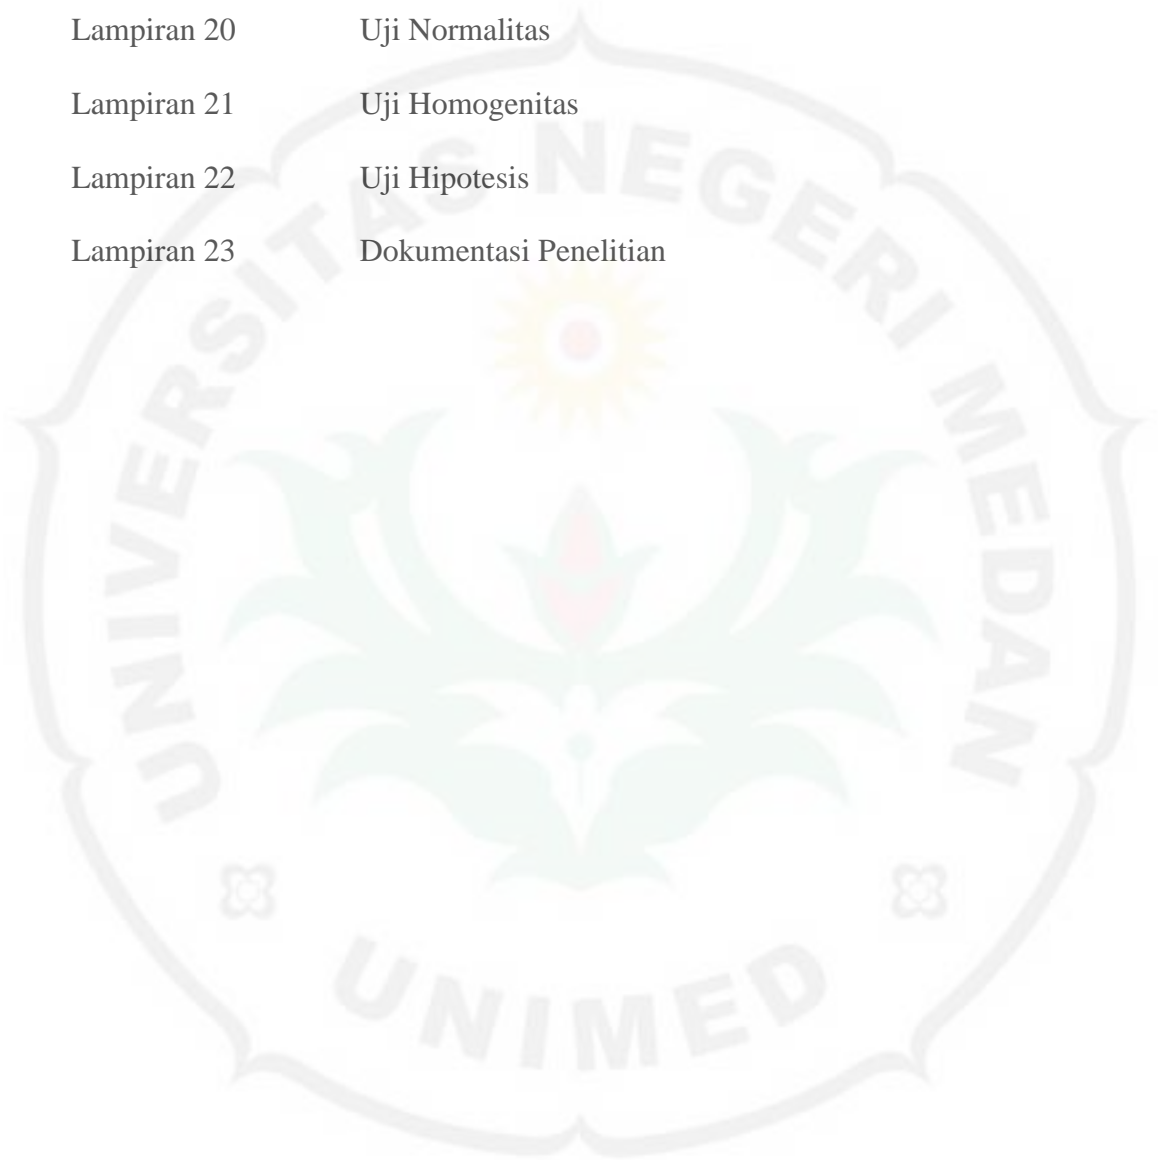 Lampiran 20 Uji Normalitas
Lampiran 21 Uji Homogenitas
Lampiran 22 Uji Hipotesis
Lampiran 23 Dokumentasi Penelitian
UNIVERSITAS NEGERI MEDAN
UNIMED